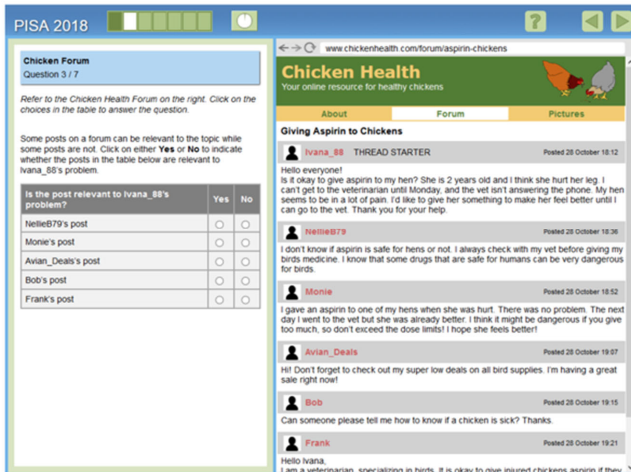 PISA 2018
?
Chicken Forum
Question 3 / 7
Refer to the Chicken Health Forum on the right. Click on the
choices in the table to answer the question.
Some posts on a forum can be relevant to the topic while
some posts are not. Click on either Yes or No to indicate
whether the posts in the table below are relevant to
Ivana_88's problem.
Is the post relevant to Ivana_88's
problem?
Yes
No
NellieB79's post
Monie's post
Avian_Deals's post
Bob's post
Frank's post
www.chickenhealth.com/forum/aspirin-chickens
Chicken Health
Your online resource for healthy chickens
About
Forum
Pictures
Giving Aspirin to Chickens
Ivana_88 THREAD STARTER Posted 28 October 18:12
Hello everyone!
Is it okay to give aspirin to my hen? She is 2 years old and I think she hurt her leg. I
can't get to the veterinarian until Monday, and the vet isn't answering the phone. My hen
seems to be in a lot of pain. I'd like to give her something to make her feel better until I
can go to the vet. Thank you for your help.
NellieB79 Posted 28 October 18:36
I don't know if aspirin is safe for hens or not. I always check with my vet before giving my
birds medicine. I know that some drugs that are safe for humans can be very dangerous
for birds.
Monie Posted 28 October 18:52
I gave an aspirin to one of my hens when she was hurt. There was no problem. The next
day I went to the vet but she was already better. I think it might be dangerous if you give
too much, so don't exceed the dose limits! I hope she feels better!
Avian_Deals Posted 28 October 19:07
Hi! Don't forget to check out my super low deals on all bird supplies. I'm having a great
sale right now!
Bob Posted 28 October 19:15
Can someone please tell me how to know if a chicken is sick? Thanks.
Frank Posted 28 October 19:21
Hello Ivana,
I am a veterinarian, specializing in birds. It is okay to give injured chickens aspirin if they